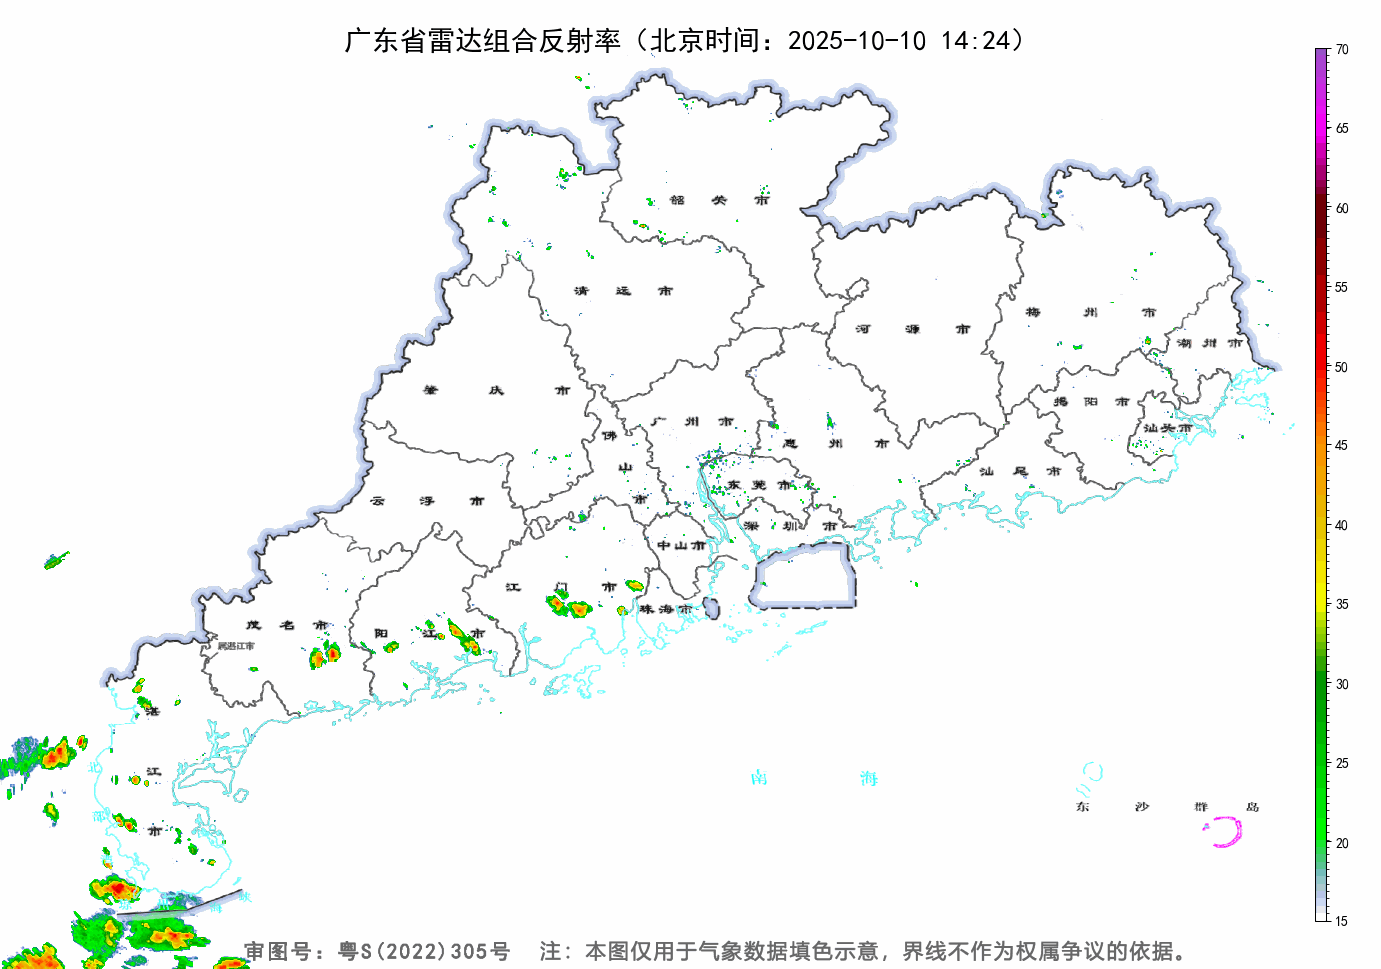 广东省雷达组合反射率（北京时间：2025-10-10 14:24）
70
65
60
55
50
45
40
35
30
25
20
15
韶关市
清远市
河源市
梅州市
潮州市
肇庆市
广州市
揭阳市
佛山市
惠州市
汕头市
云浮市
东莞市
汕尾市
深圳市
中山市
江门市
珠海市
茂名市
阳江市
属湛江市
湛江市
北部
南海
东沙群岛
审图号：粤S(2022)305号 注：本图仅用于气象数据填色示意，界线不作为权属争议的依据。